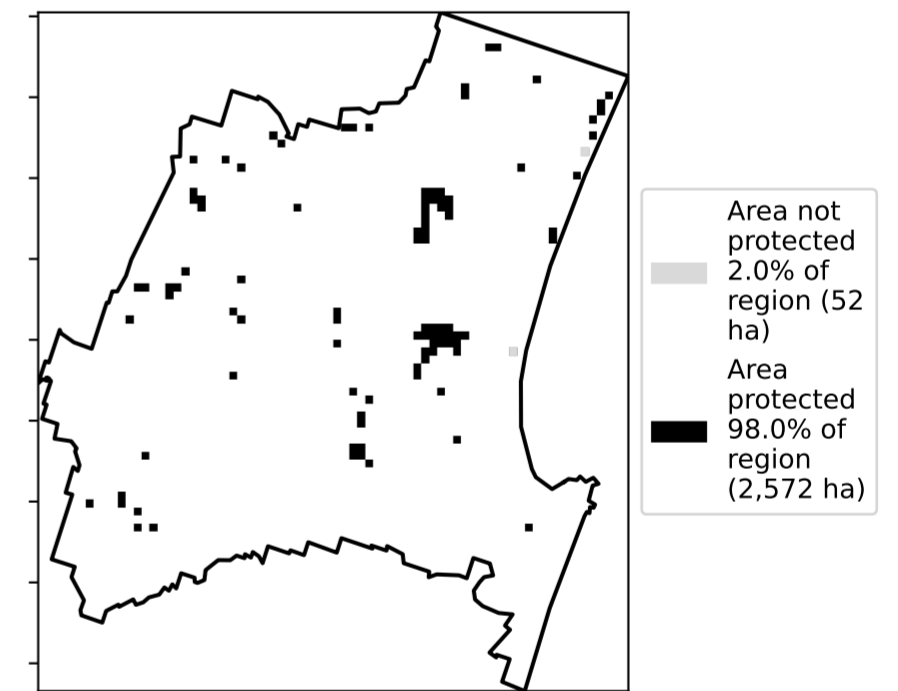 Area not
protected
2.0% of
region (52
ha)
Area
protected
98.0% of
region
(2,572 ha)